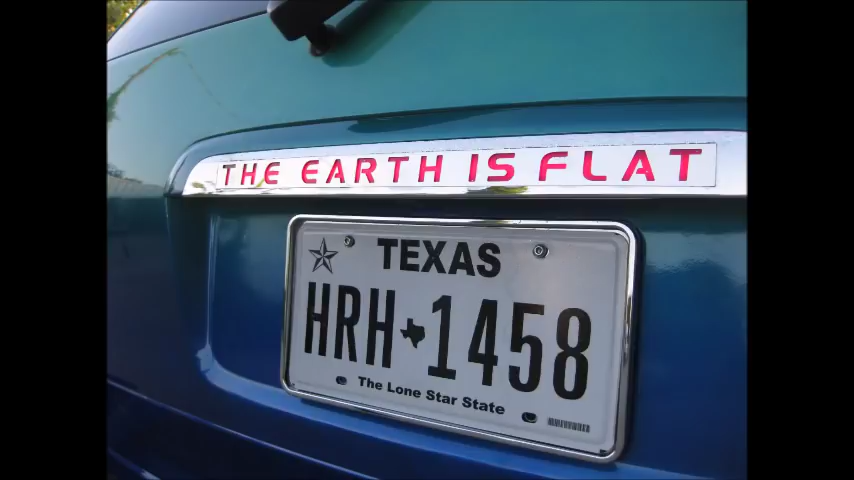 THE EARTH IS FLAT
TEXAS
HRH 1458
The Lone Star State